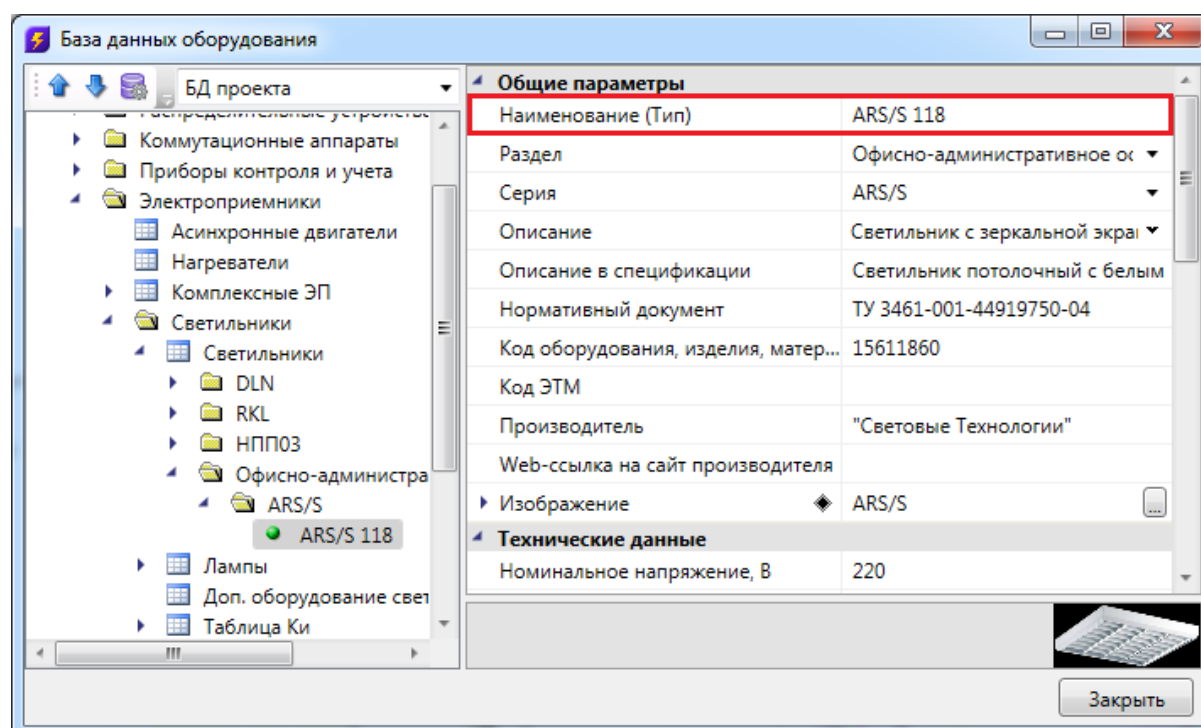 База данных оборудования
БД проекта
Распределительные устройства
Коммутационные аппараты
Приборы контроля и учета
Электроприемники
Асинхронные двигатели
Нагреватели
Комплексные ЭП
Светильники
Светильники
DLN
RKL
НПП03
Офисно-администра
ARS/S
ARS/S 118
Лампы
Доп. оборудование свет
Таблица Ки
Общие параметры
Наименование (Тип) ARS/S 118
Раздел Офисно-административное ос
Серия ARS/S
Описание Светильник с зеркальной экра
Описание в спецификации Светильник потолочный с белым
Нормативный документ ТУ 3461-001-44919750-04
Код оборудования, изделия, матер... 15611860
Код ЭТМ
Производитель "Световые Технологии"
Web-ссылка на сайт производителя
Изображение ARS/S ...
Технические данные
Номинальное напряжение, В 220
Закрыть